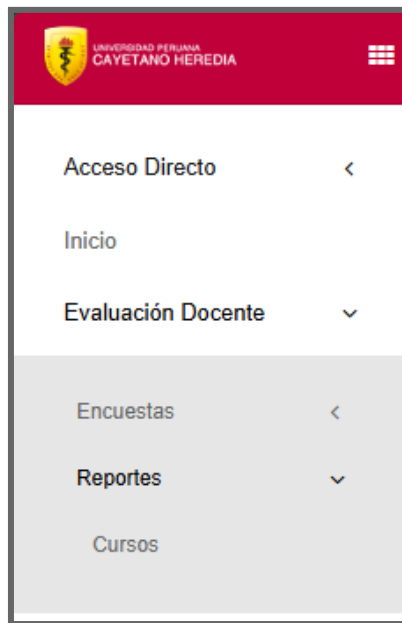 UNIVERSIDAD PERUANA
CAYETANO HEREDIA
Acceso Directo
Inicio
Evaluación Docente
Encuestas
Reportes
Cursos